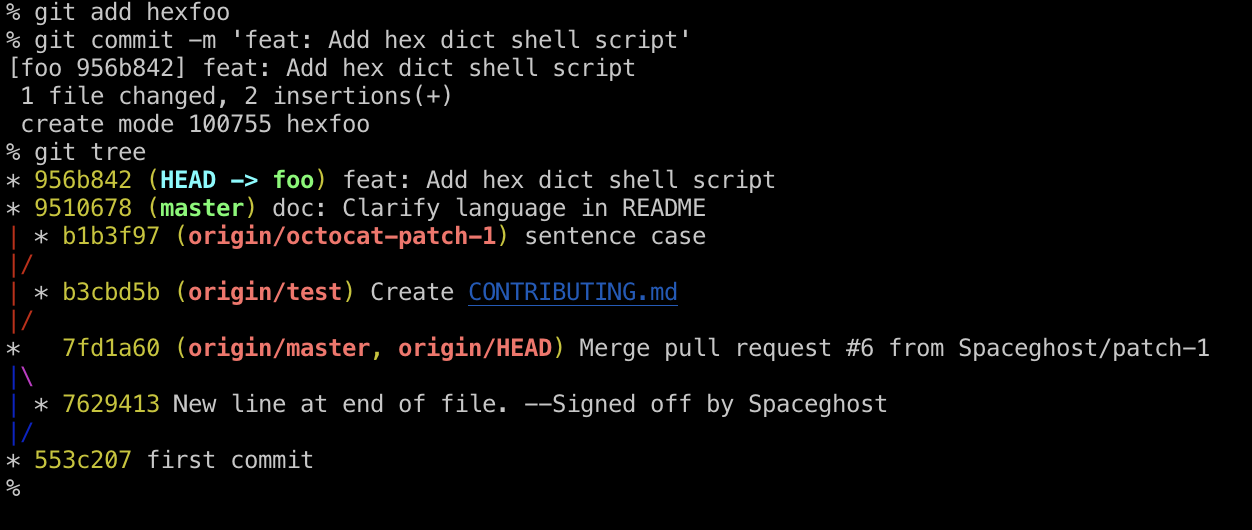 % git add hexfoo
% git commit -m 'feat: Add hex dict shell script'
[foo 956b842] feat: Add hex dict shell script
 1 file changed, 2 insertions(+)
 create mode 100755 hexfoo
% git tree
* 956b842 (HEAD -> foo) feat: Add hex dict shell script
* 9510678 (master) doc: Clarify language in README
| * b1b3f97 (origin/octocat-patch-1) sentence case
|/
| * b3cbd5b (origin/test) Create CONTRIBUTING.md
|/
*   7fd1a60 (origin/master, origin/HEAD) Merge pull request #6 from Spaceghost/patch-1
|\
| * 7629413 New line at end of file. --Signed off by Spaceghost
|/
* 553c207 first commit
%